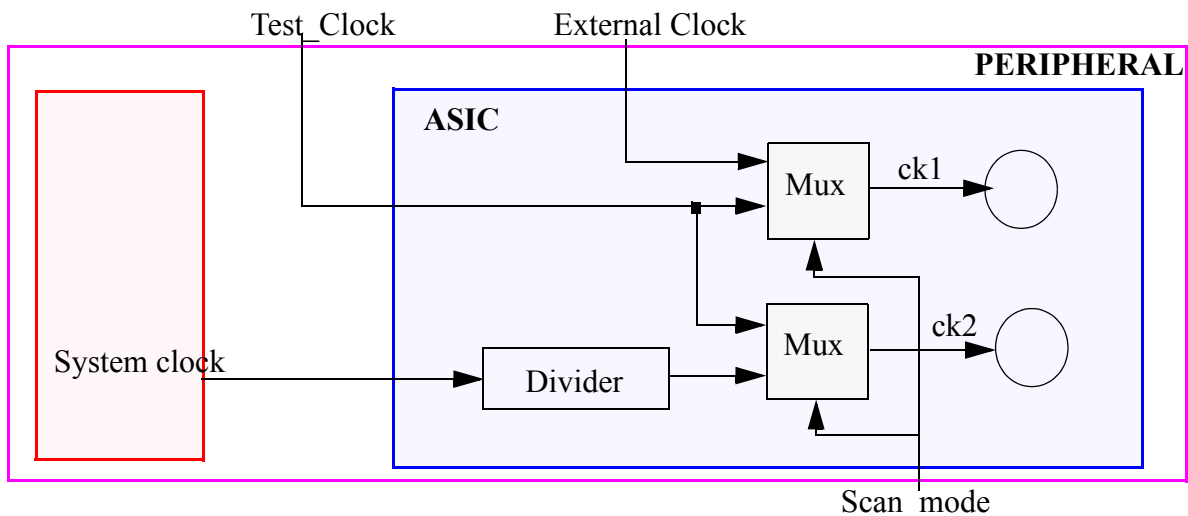 Test_Clock
External Clock
PERIPHERAL
ASIC
Mux
ck1
Mux
ck2
System clock
Divider
Scan_mode